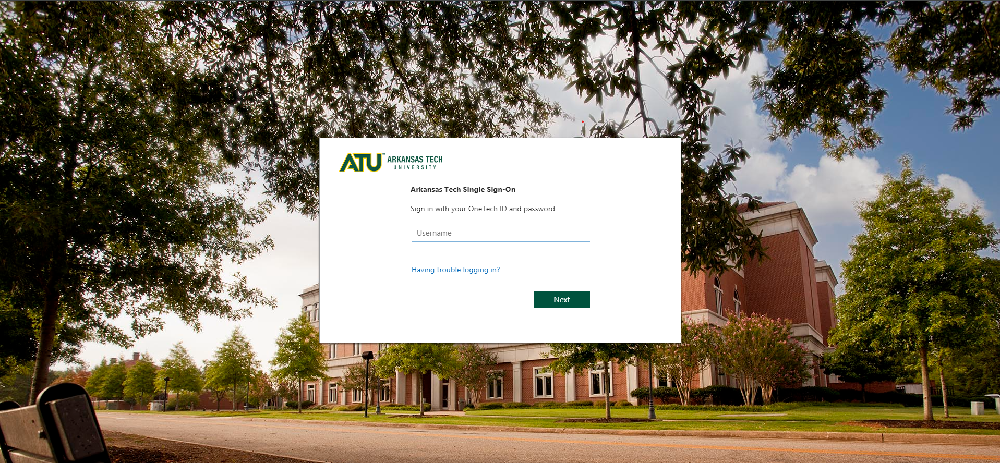 ATU™ ARKANSAS TECH
UNIVERSITY
Arkansas Tech Single Sign-On
Sign in with your OneTech ID and password
Username
Having trouble logging in?
Next